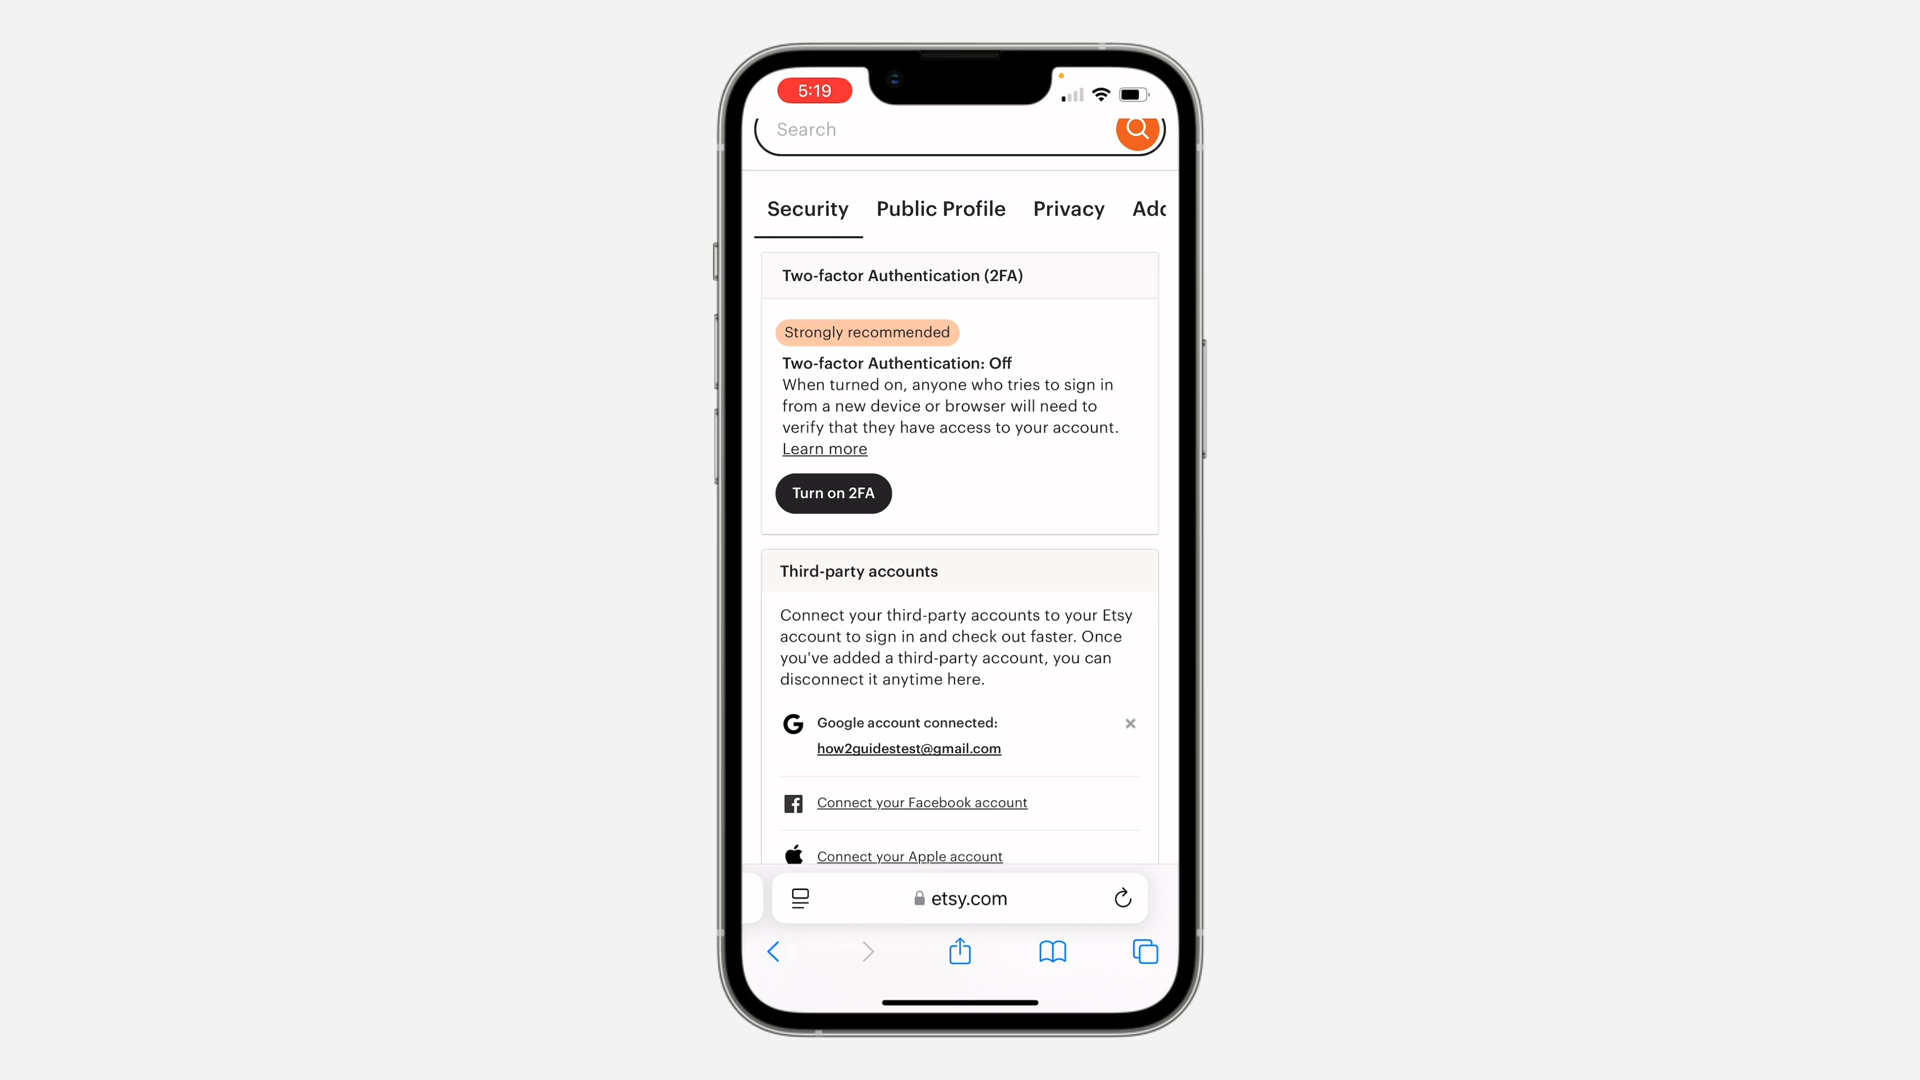 5:19
Search
Security Public Profile Privacy Add
Two-factor Authentication (2FA)
Strongly recommended
Two-factor Authentication: Off
When turned on, anyone who tries to sign in
from a new device or browser will need to
verify that they have access to your account.
Learn more
Turn on 2FA
Third-party accounts
Connect your third-party accounts to your Etsy
account to sign in and check out faster. Once
you've added a third-party account, you can
disconnect it anytime here.
Google account connected:
how2guidestest@gmail.com
Connect your Facebook account
Connect your Apple account
etsy.com